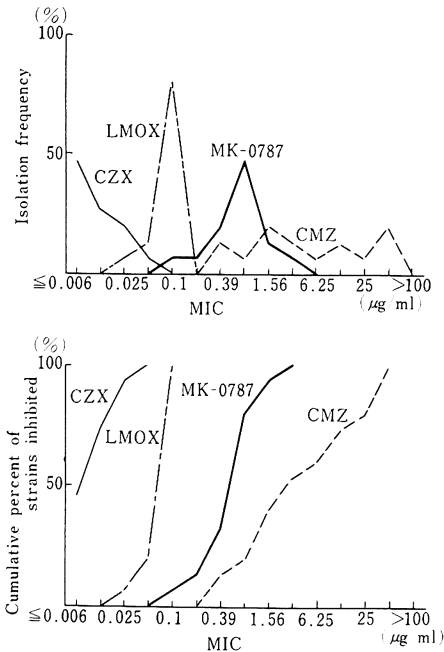 (%)
100
50
Isolation frequency
LMOX
CZX
MK-0787
CMZ
≦0.006 0.025 0.1 0.39 1.56 6.25 25 >100
MIC
(μg ml)
(%)
100
50
Cumulative percent of
strains inhibited
CZX
LMOX
MK-0787
CMZ
≦0.006 0.025 0.1 0.39 1.56 6.25 25 >100
MIC
(μg ml)